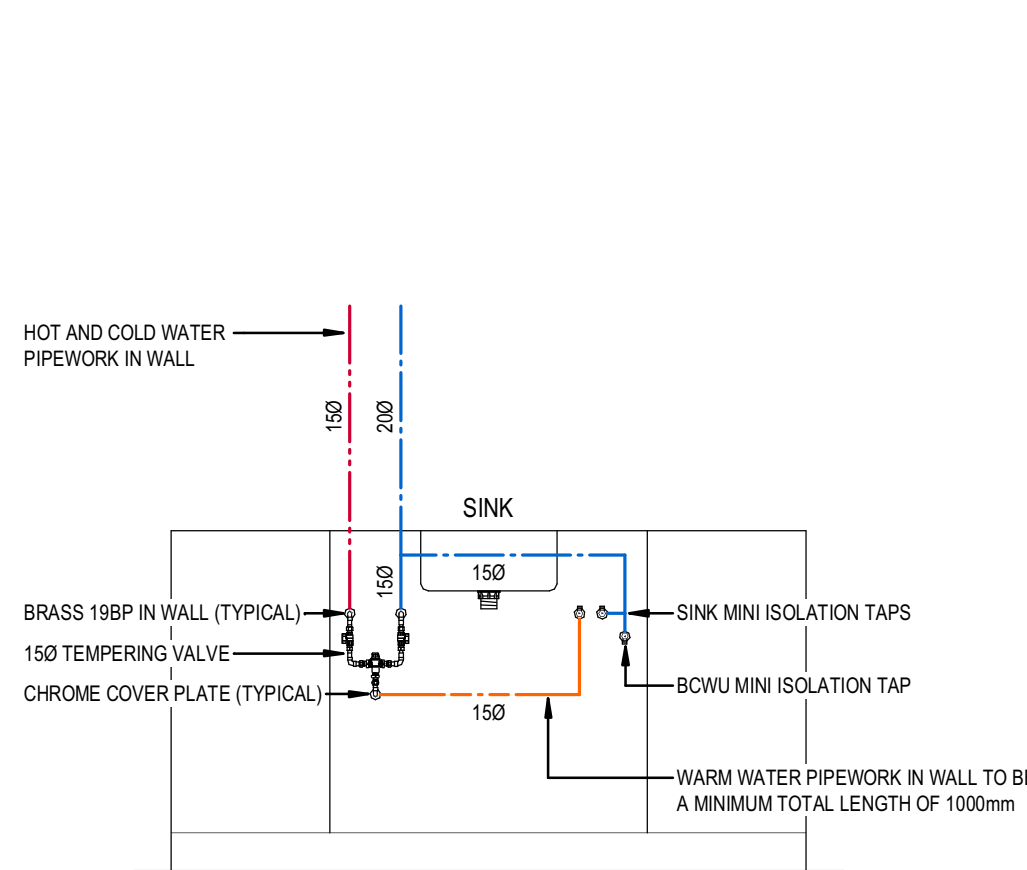 HOT AND COLD WATER
PIPEWORK IN WALL
15Ø
20Ø
SINK
15Ø
15Ø
BRASS 19BP IN WALL (TYPICAL)
SINK MINI ISOLATION TAPS
15Ø TEMPERING VALVE
BCWU MINI ISOLATION TAP
CHROME COVER PLATE (TYPICAL)
15Ø
WARM WATER PIPEWORK IN WALL TO
A MINIMUM TOTAL LENGTH OF 1000mm